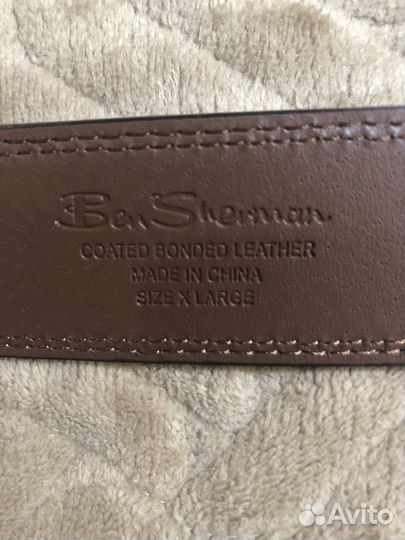 Ben Sherman
COATED BONDED LEATHER
MADE IN CHINA
SIZE X LARGE
Avito